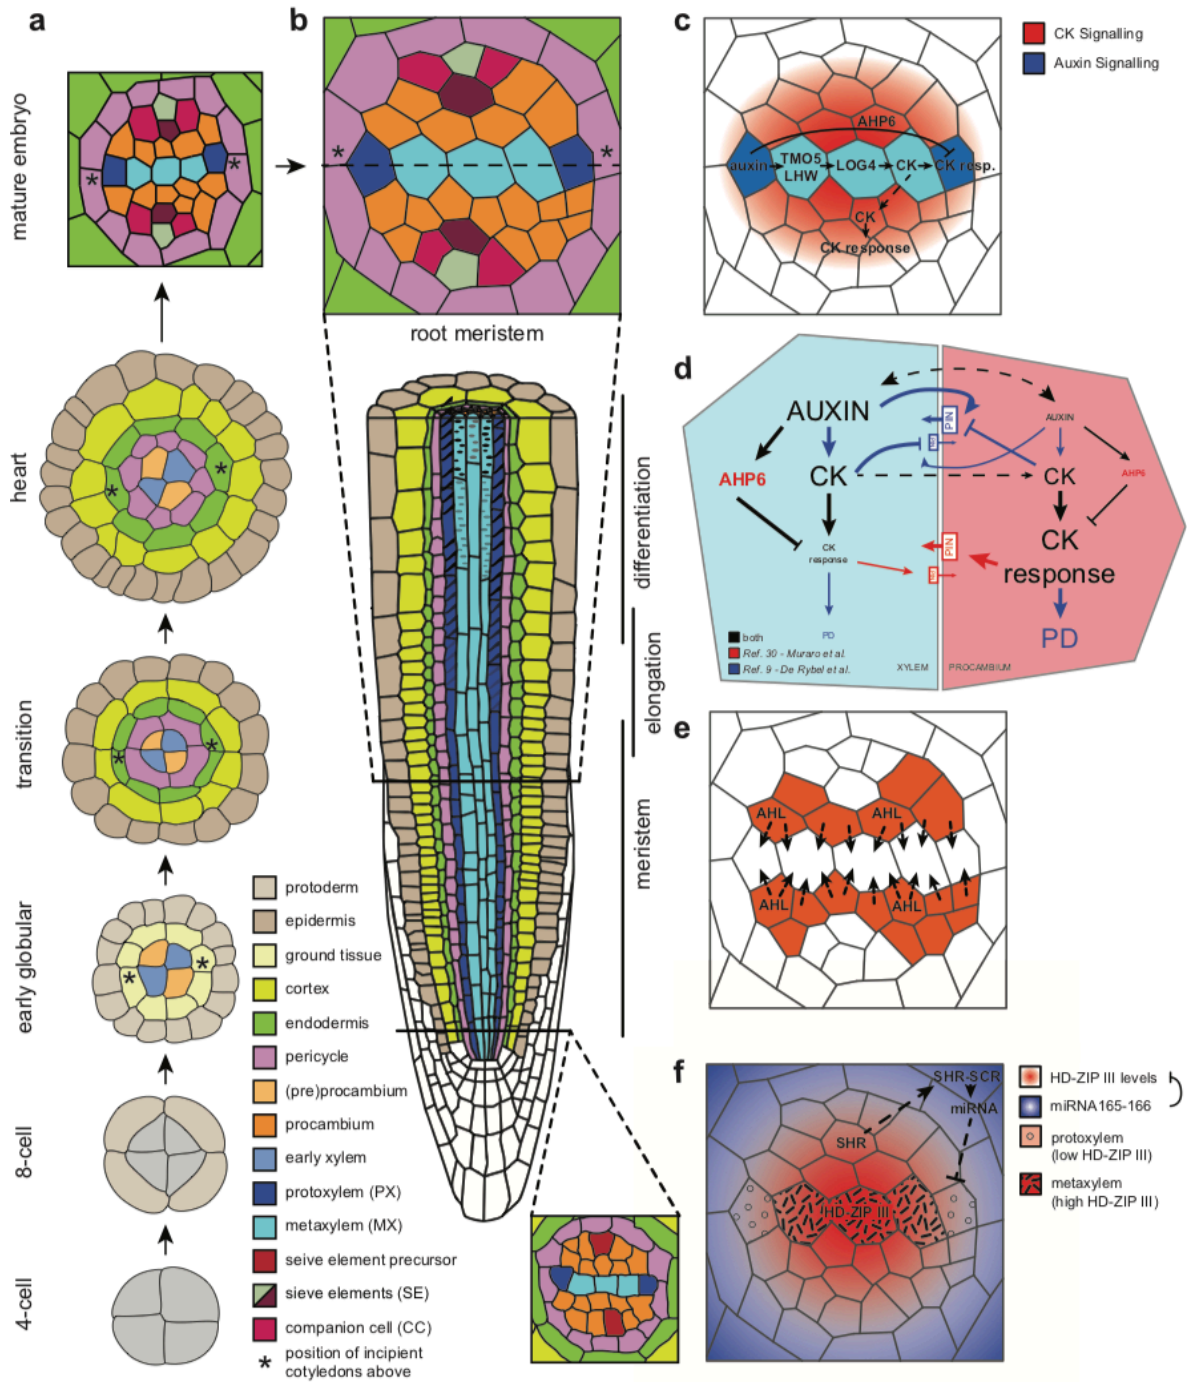 a
mature embryo
heart
transition
early globular
8-cell
4-cell
*
*
*
*
*
*
*
*
protoderm
epidermis
ground tissue
cortex
endodermis
pericycle
(pre)procambium
procambium
early xylem
protoxylem (PX)
metaxylem (MX)
seive element precursor
sieve elements (SE)
companion cell (CC)
* position of incipient
cotyledons above
b
*
*
root meristem
differentiation
elongation
meristem
c
CK Signalling
Auxin Signalling
AHP6
auxin
TMO5
LHW
LOG4
CK
CK resp.
CK
CK response
d
AUXIN
AHP6
CK
CK
response
PD
PIN
PIN
AUXIN
CK
AHP6
CK
response
PD
both
Ref. 30 - Muraro et al.
Ref. 9 - De Rybel et al.
XYLEM
PROCAMBIUM
e
AHL
AHL
AHL
AHL
f
SHR-SCR
miRNA
SHR
HD-ZIP III
HD-ZIP III levels
miRNA165-166
protoxylem
(low HD-ZIP III)
metaxylem
(high HD-ZIP III)